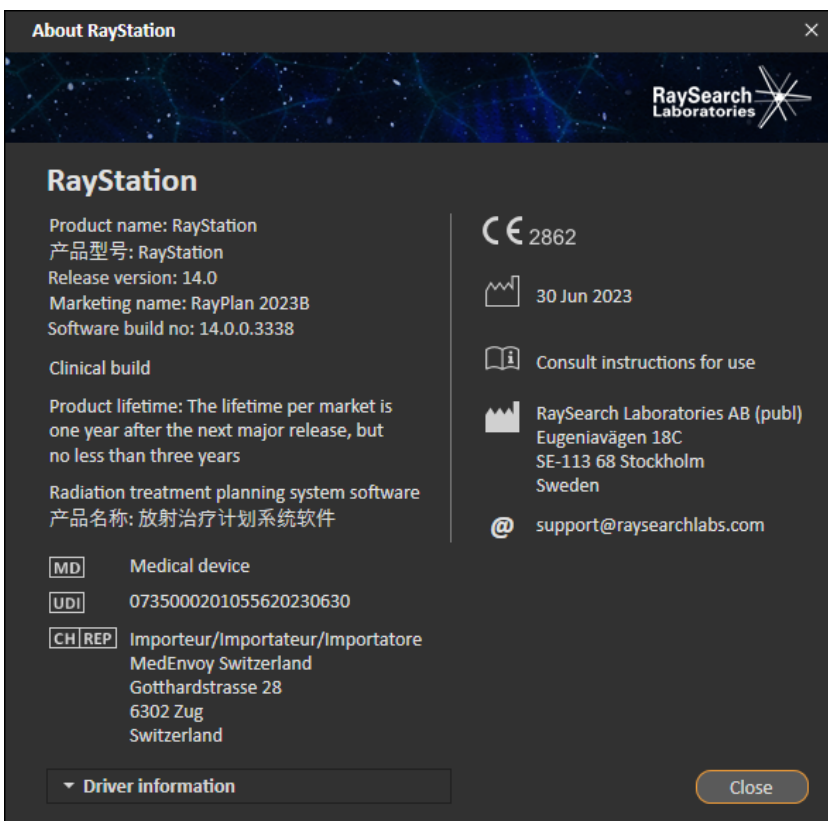 About RayStation
RaySearch
Laboratories
RayStation
Product name: RayStation
产品型号: RayStation
Release version: 14.0
Marketing name: RayPlan 2023B
Software build no: 14.0.0.3338
Clinical build
Product lifetime: The lifetime per market is
one year after the next major release, but
no less than three years
Radiation treatment planning system software
产品名称: 放射治疗计划系统软件
MD Medical device
UDI 0735000201055620230630
CH REP Importeur/Importateur/Importatore
MedEnvoy Switzerland
Gotthardstrasse 28
6302 Zug
Switzerland
CE 2862
30 Jun 2023
Consult instructions for use
RaySearch Laboratories AB (publ)
Eugeniavägen 18C
SE-113 68 Stockholm
Sweden
@ support@raysearchlabs.com
Driver information
Close